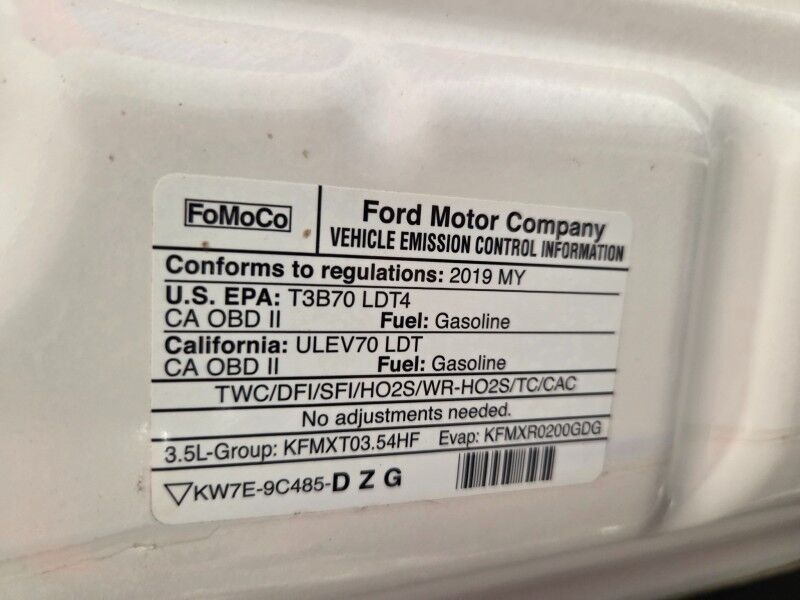 FoMoCo
Ford Motor Company
VEHICLE EMISSION CONTROL INFORMATION
Conforms to regulations: 2019 MY
U.S. EPA: T3B70 LDT4
CA OBD II Fuel: Gasoline
California: ULEV70 LDT
CA OBD II Fuel: Gasoline
TWC/DFI/SFI/HO2S/WR-HO2S/TC/CAC
No adjustments needed.
3.5L-Group: KFMXT03.54HF Evap: KFMXR0200GDG
KW7E-9C485-D Z G